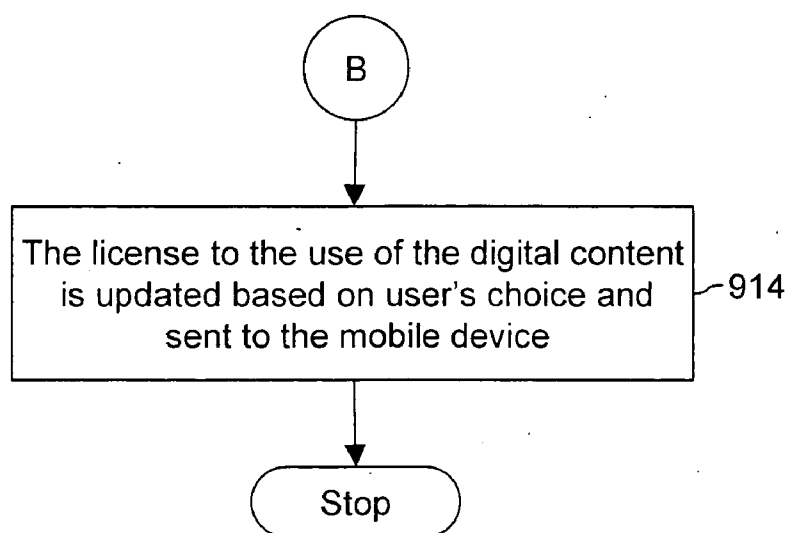 B
The license to the use of the digital content
is updated based on user's choice and
sent to the mobile device
914
Stop